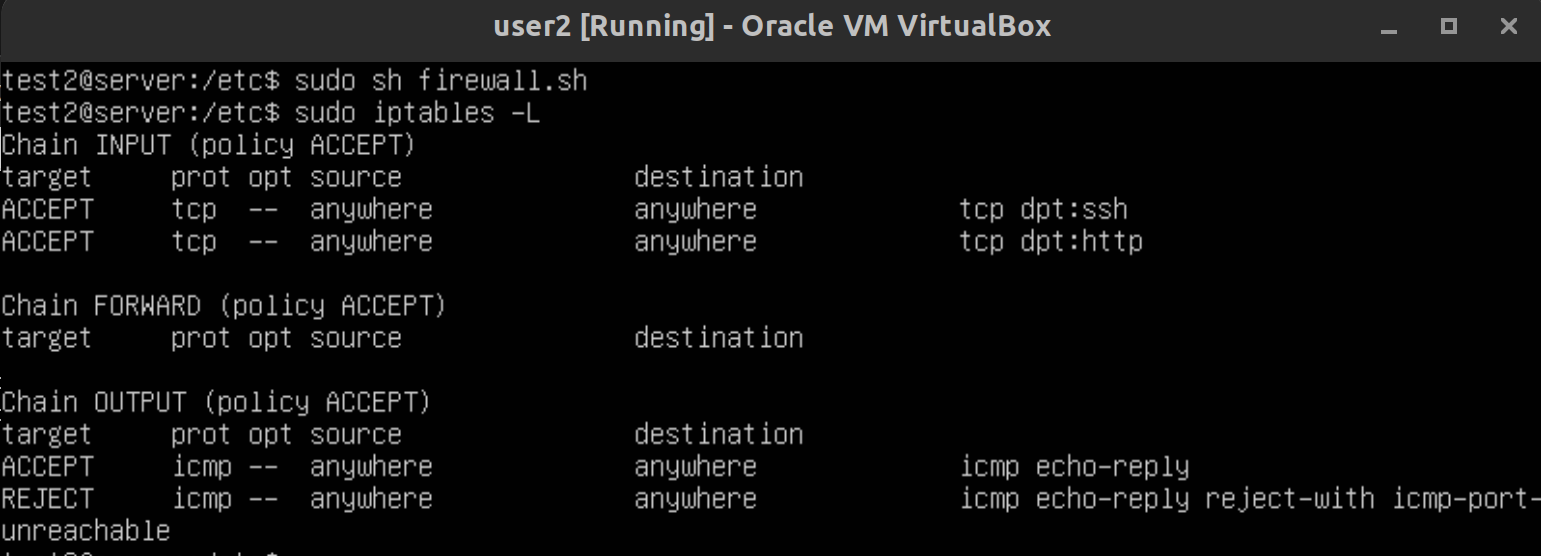 user2 [Running] - Oracle VM VirtualBox
test2@server:/etc$ sudo sh firewall.sh
test2@server:/etc$ sudo iptables -L
Chain INPUT (policy ACCEPT)
target     prot opt source               destination
ACCEPT     tcp  --  anywhere             anywhere             tcp dpt:ssh
ACCEPT     tcp  --  anywhere             anywhere             tcp dpt:http
Chain FORWARD (policy ACCEPT)
target     prot opt source               destination
Chain OUTPUT (policy ACCEPT)
target     prot opt source               destination
ACCEPT     icmp --  anywhere             anywhere             icmp echo-reply
REJECT     icmp --  anywhere             anywhere             icmp echo-reply reject-with icmp-port-
unreachable